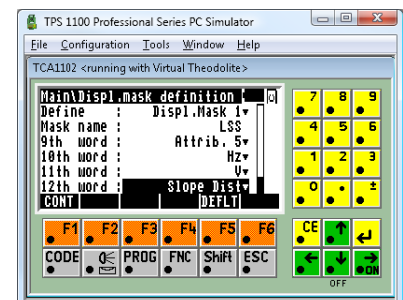 TPS 1100 Professional Series PC Simulator
File Configuration Tools Window Help
TCA1102 <running with Virtual Theodolite>
Main\Displ.mask definition
Define : Displ.Mask 1
Mask name : LSS
9th word : Attrib. 5
10th word : Hz
11th word : V
12th word : Slope Dist
CONT DEFLT
7 8 9
4 5 6
1 2 3
0 . ±
F1 F2 F3 F4 F5 F6
CE
CODE PROG FNC Shift ESC
ON
OFF